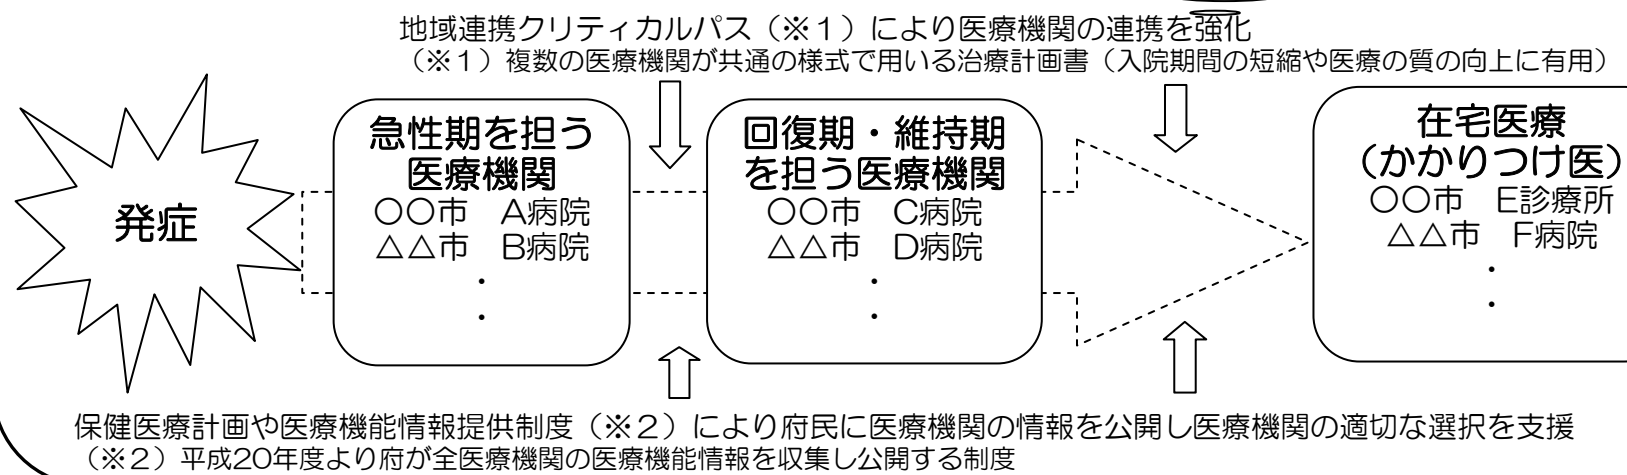 地域連携クリティカルパス（※１）により医療機関の連携を強化
（※１）複数の医療機関が共通の様式で用いる治療計画書（入院期間の短縮や医療の質の向上に有用）
発症
急性期を担う
医療機関
〇〇市　A病院
△△市　B病院
・
・
回復期・維持期
を担う医療機関
〇〇市　C病院
△△市　D病院
・
・
在宅医療
（かかりつけ医）
〇〇市　E診療所
△△市　F病院
・
・
保健医療計画や医療機能情報提供制度（※２）により府民に医療機関の情報を公開し医療機関の適切な選択を支援
（※２）平成20年度より府が全医療機関の医療機能情報を収集し公開する制度